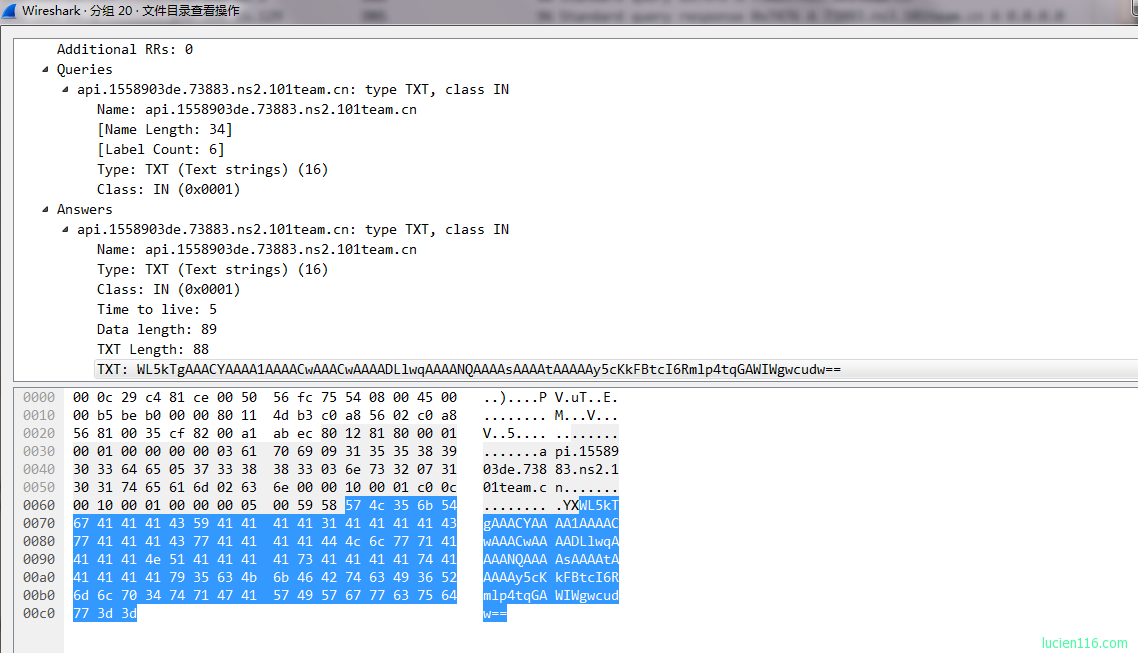 Wireshark · 分组 20 · 文件目录查看操作
Additional RRs: 0
Queries
api.1558903de.73883.ns2.101team.cn: type TXT, class IN
Name: api.1558903de.73883.ns2.101team.cn
[Name Length: 34]
[Label Count: 6]
Type: TXT (Text strings) (16)
Class: IN (0x0001)
Answers
api.1558903de.73883.ns2.101team.cn: type TXT, class IN
Name: api.1558903de.73883.ns2.101team.cn
Type: TXT (Text strings) (16)
Class: IN (0x0001)
Time to live: 5
Data length: 89
TXT Length: 88
TXT: WL5kTgAAACYAAAA1AAAACwAAACwAAAADLlwqAAAANQAAAAsAAAAtAAAAAy5cKkFBtcI6Rmlp4tqGAWIWgwcudw==
0000 00 0c 29 c4 81 ce 00 50 56 fc 75 54 08 00 45 00 ..)....P V.uT..E.
0010 00 b5 be b0 00 00 80 11 4d b3 c0 a8 56 02 c0 a8 ........ M...V...
0020 56 81 00 35 cf 82 00 a1 ab ec 80 12 81 80 00 01 V..5.... ........
0030 00 01 00 00 00 00 03 61 70 69 09 31 35 35 38 39 .......a pi.15589
0040 30 33 64 65 05 37 33 38 38 33 03 6e 73 32 07 31 03de.738 83.ns2.1
0050 30 31 74 65 61 6d 02 63 6e 00 00 10 00 01 c0 0c 01team.c n.......
0060 00 10 00 01 00 00 00 05 00 59 58 57 4c 35 6b 54 ........ .YXWL5kT
0070 67 41 41 41 43 59 41 41 41 41 31 41 41 41 41 43 gAAACYAA AA1AAAAC
0080 77 41 41 41 43 77 41 41 41 41 44 4c 6c 77 71 41 wAAACwAA AADLlwqA
0090 41 41 41 4e 51 41 41 41 41 73 41 41 41 41 74 41 AAANQAAA AsAAAAtA
00a0 41 41 41 41 79 35 63 4b 6b 46 42 74 63 49 36 52 AAAAy5cK kFBtcI6R
00b0 6d 6c 70 34 74 71 47 41 57 49 57 67 77 63 75 64 mlp4tqGA WIWgwcud
00c0 77 3d 3d w==
lucien116.com